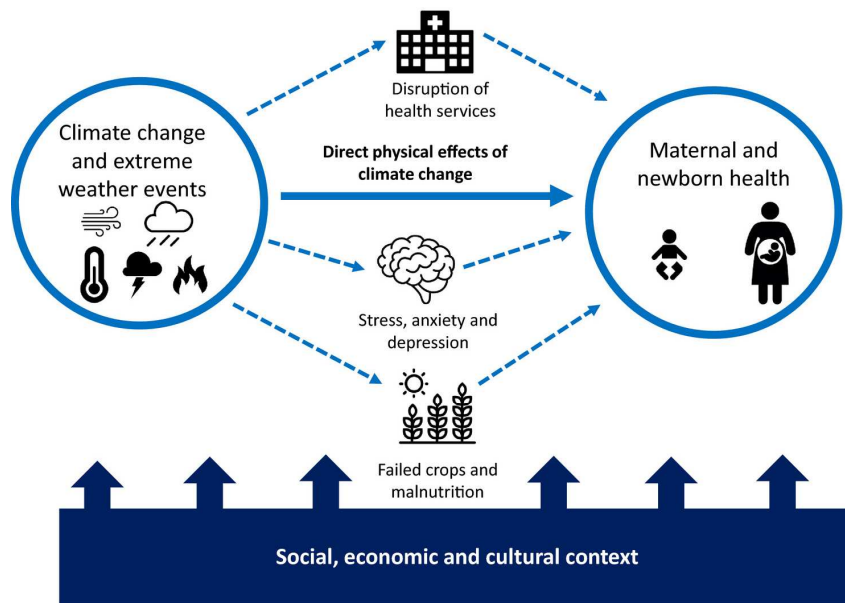 Disruption of
health services
Climate change
and extreme
weather events
Direct physical effects of
climate change
Maternal and
newborn health
Stress, anxiety and
depression
Failed crops and
malnutrition
Social, economic and cultural context